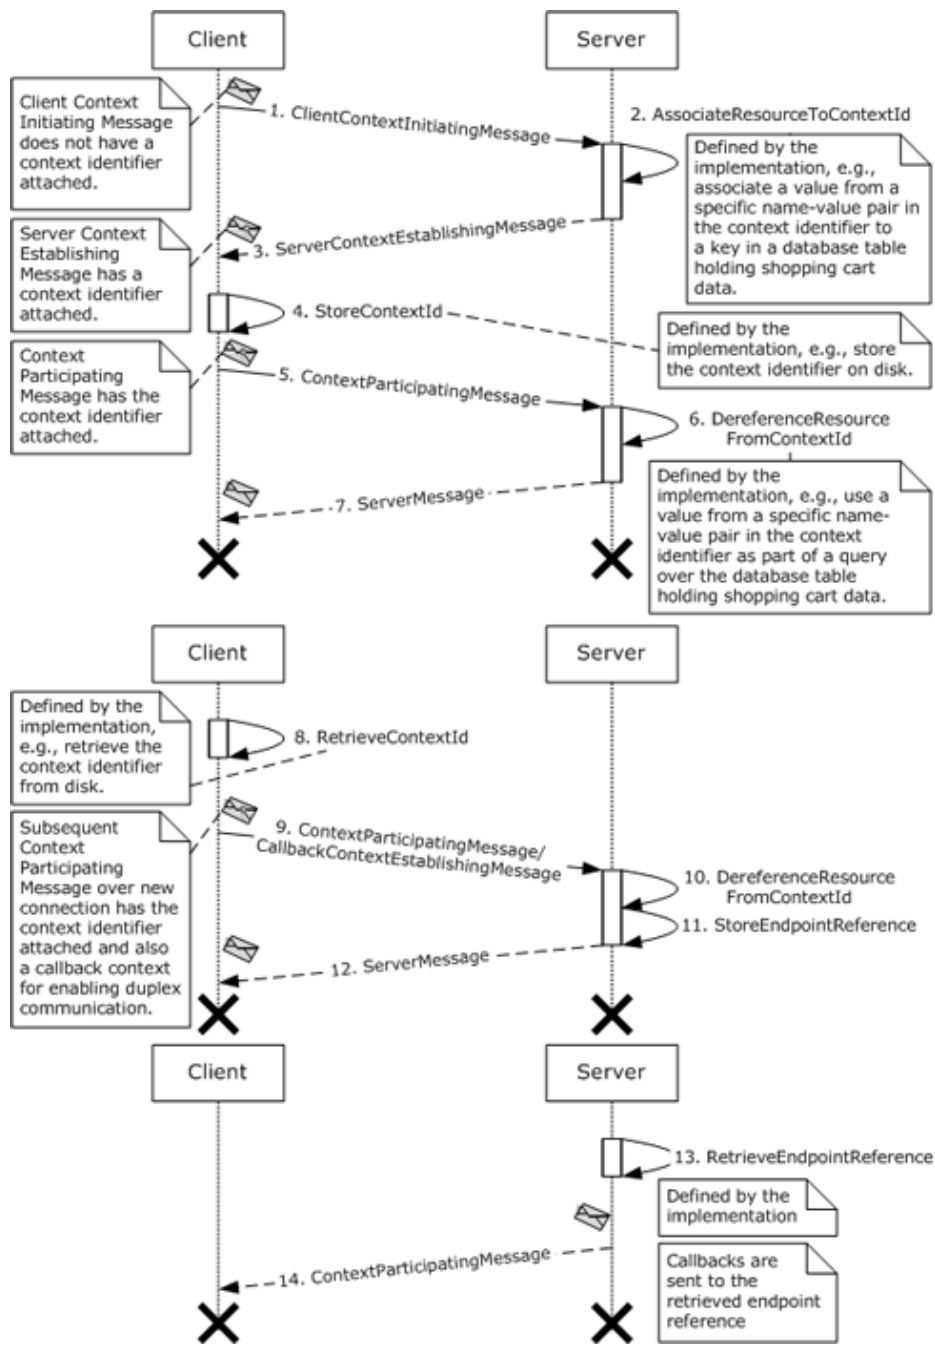 Client
Server
Client Context
Initiating Message
does not have a
context identifier
attached.
1. ClientContextInitiatingMessage
2. AssociateResourceToContextId
Defined by the
implementation, e.g.,
associate a value from a
specific name-value pair in
the context identifier to
a key in a database table
holding shopping cart
data.
Server Context
Establishing
Message has a
context identifier
attached.
3. ServerContextEstablishingMessage
4. StoreContextId
Defined by the
implementation, e.g., store
the context identifier on disk.
Context
Participating
Message has the
context identifier
attached.
5. ContextParticipatingMessage
6. DereferenceResource
FromContextId
Defined by the
implementation, e.g., use a
value from a specific name-
value pair in the context
identifier as part of a query
over the database table
holding shopping cart data.
7. ServerMessage
Client
Server
Defined by the
implementation,
e.g., retrieve the
context identifier
from disk.
8. RetrieveContextId
Subsequent
Context
Participating
Message over new
connection has the
context identifier
attached and also
a callback context
for enabling duplex
communication.
9. ContextParticipatingMessage/
CallbackContextEstablishingMessage
10. DereferenceResource
FromContextId
11. StoreEndpointReference
12. ServerMessage
Client
Server
13. RetrieveEndpointReference
Defined by the
implementation
14. ContextParticipatingMessage
Callbacks are
sent to the
retrieved endpoint
reference